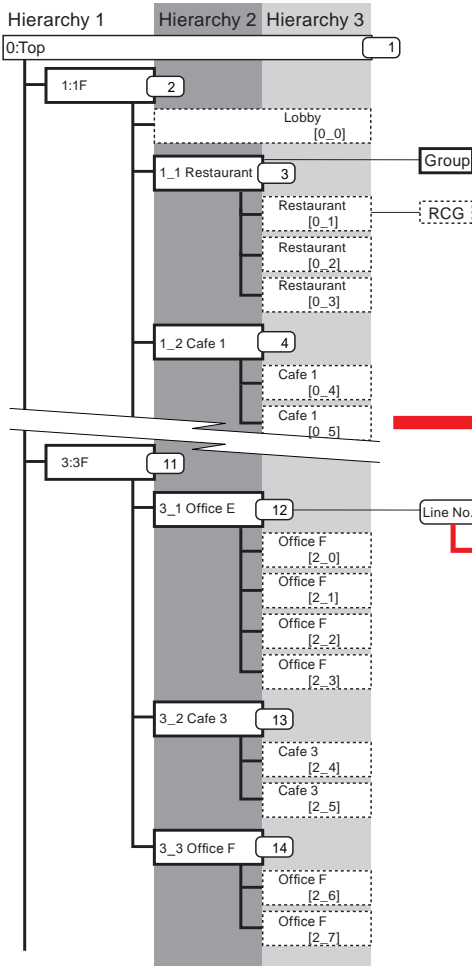 Hierarchy 1 Hierarchy 2 Hierarchy 3
0:Top 1
1:1F 2
Lobby
[0_0]
1_1 Restaurant 3
Group
Restaurant
[0_1]
RCG
Restaurant
[0_2]
Restaurant
[0_3]
1_2 Cafe 1 4
Cafe 1
[0_4]
Cafe 1
[0_5]
3:3F 11
3_1 Office E 12
Line No.
Office F
[2_0]
Office F
[2_1]
Office F
[2_2]
Office F
[2_3]
3_2 Cafe 3 13
Cafe 3
[2_4]
Cafe 3
[2_5]
3_3 Office F 14
Office F
[2_6]
Office F
[2_7]